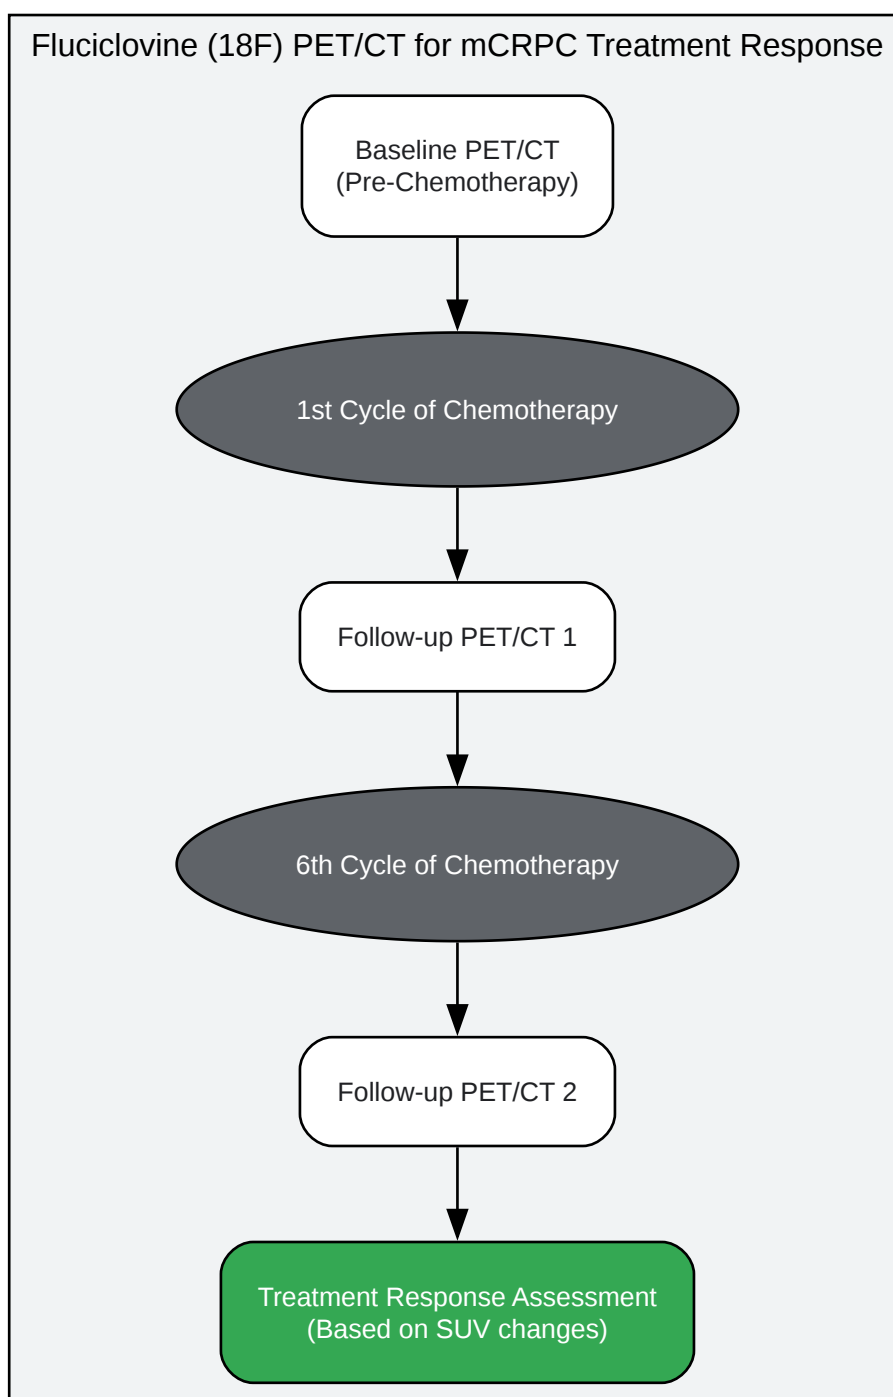 Fluciclovine (18F) PET/CT for mCRPC Treatment Response
Baseline PET/CT
(Pre-Chemotherapy)
1st Cycle of Chemotherapy
Follow-up PET/CT 1
6th Cycle of Chemotherapy
Follow-up PET/CT 2
Treatment Response Assessment
(Based on SUV changes)